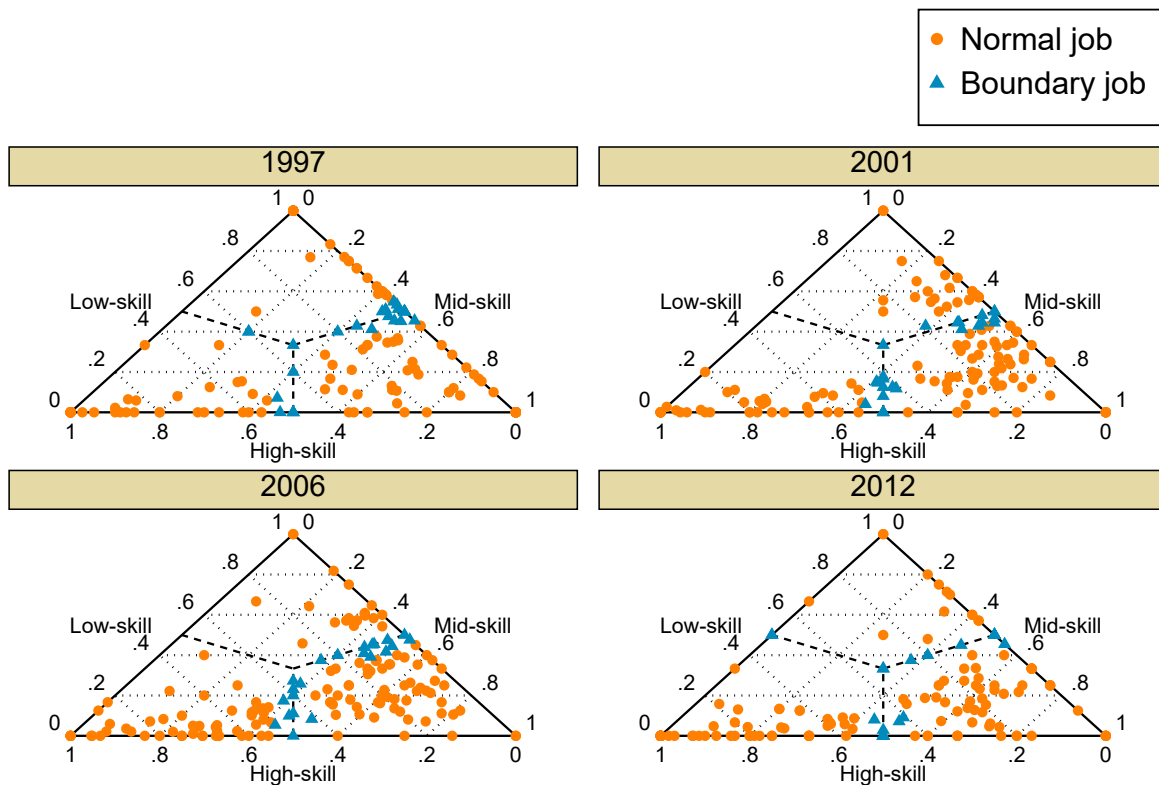 Normal job
Boundary job
1997 2001
1 0 1 0
.8 .2 .8 .2
.6 .4 .6 .4
Low-skill Mid-skill Low-skill Mid-skill
.4 .6 .4 .6
.2 .8 .2 .8
0 1 0 1
1 .8 .6 .4 .2 0 1 .8 .6 .4 .2 0
High-skill High-skill
2006 2012
1 0 1 0
.8 .2 .8 .2
.6 .4 .6 .4
Low-skill Mid-skill Low-skill Mid-skill
.4 .6 .4 .6
.2 .8 .2 .8
0 1 0 1
1 .8 .6 .4 .2 0 1 .8 .6 .4 .2 0
High-skill High-skill